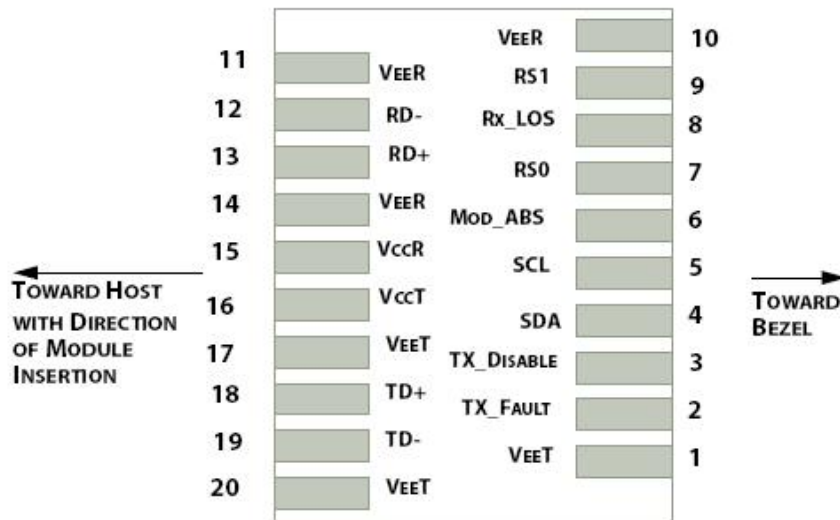 VEER 10
11 VEER
RS1 9
12 RD-
Rx_LOS 8
13 RD+
RS0 7
14 VEER
MOD_ABS 6
15 VccR
SCL 5
TOWARD HOST
WITH DIRECTION
OF MODULE
INSERTION
TOWARD
BEZEL
16 VccT
SDA 4
17 VEET
TX_DISABLE 3
18 TD+
TX_FAULT 2
19 TD-
VEET 1
20 VEET